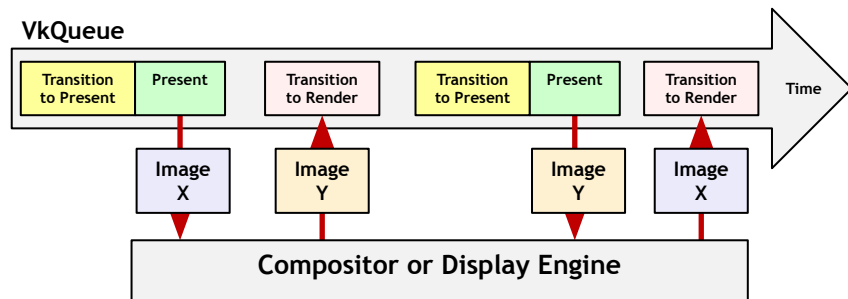 VkQueue
Transition
to Present
Present
Transition
to Render
Transition
to Present
Present
Transition
to Render
Time
Image
X
Image
Y
Image
Y
Image
X
Compositor or Display Engine